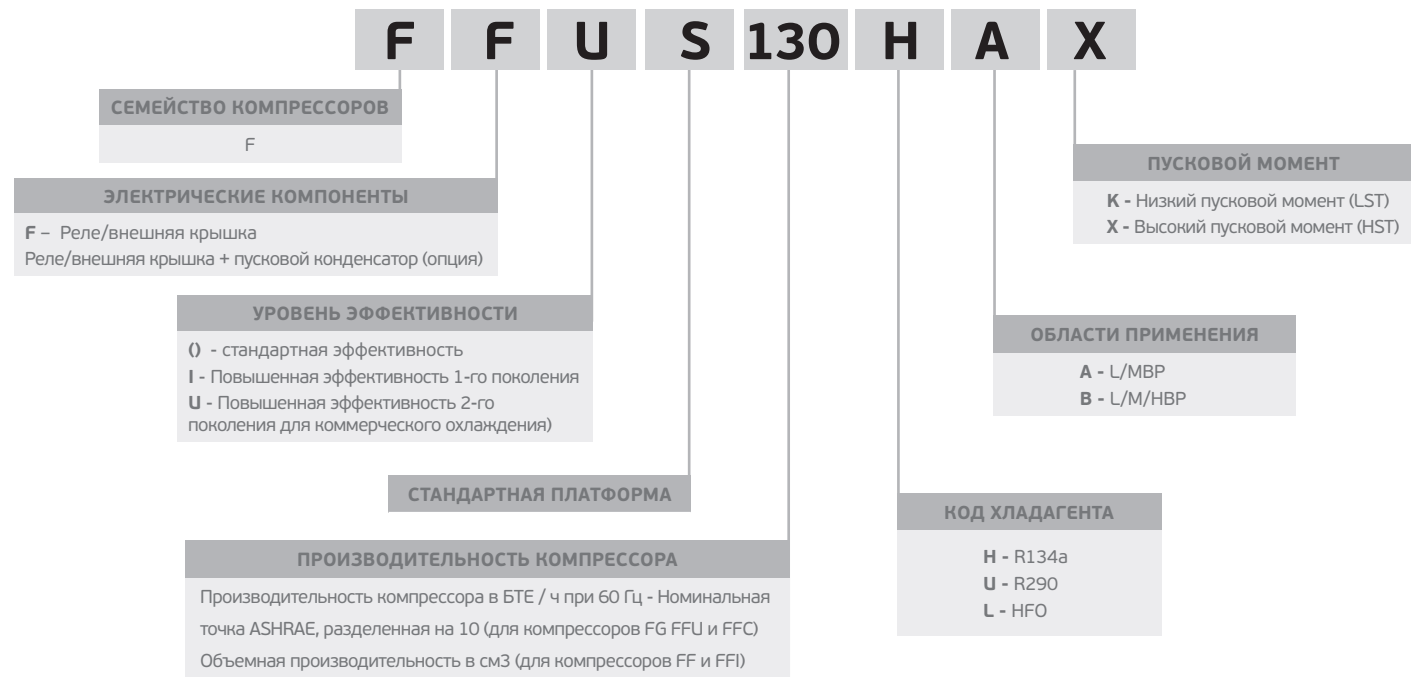 F F U S 130 H A X
СЕМЕЙСТВО КОМПРЕССОРОВ
F
ЭЛЕКТРИЧЕСКИЕ КОМПОНЕНТЫ
F – Реле/внешняя крышка
Реле/внешняя крышка + пусковой конденсатор (опция)
УРОВЕНЬ ЭФФЕКТИВНОСТИ
() - стандартная эффективность
I - Повышенная эффективность 1-го поколения
U - Повышенная эффективность 2-го
поколения для коммерческого охлаждения)
СТАНДАРТНАЯ ПЛАТФОРМА
ПРОИЗВОДИТЕЛЬНОСТЬ КОМПРЕССОРА
Производительность компрессора в БТЕ / ч при 60 Гц - Номинальная
точка ASHRAE, разделенная на 10 (для компрессоров FG FFU и FFC)
Объемная производительность в см3 (для компрессоров FF и FFI)
ПУСКОВОЙ МОМЕНТ
K - Низкий пусковой момент (LST)
X - Высокий пусковой момент (HST)
ОБЛАСТИ ПРИМЕНЕНИЯ
A - L/MBP
B - L/M/HBP
КОД ХЛАДАГЕНТА
H - R134a
U - R290
L - HFO